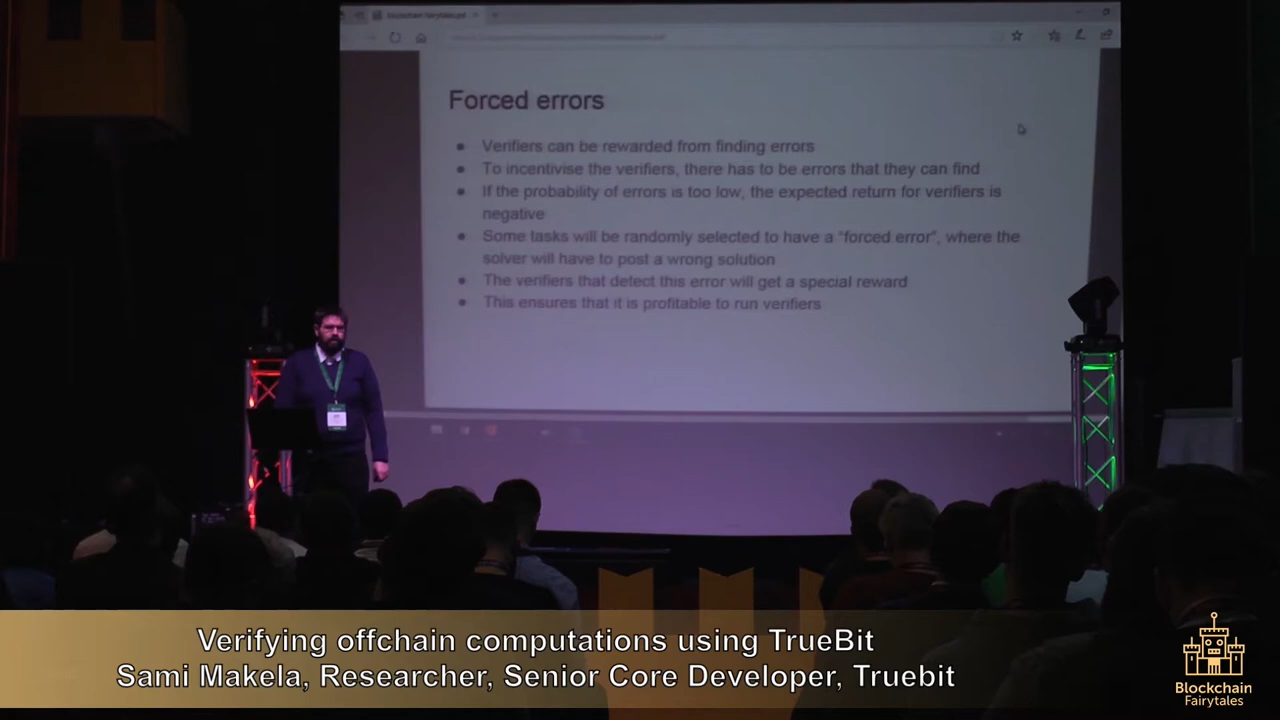 blockchain fairytales.pdf
Forced errors
• Verifiers can be rewarded from finding errors
• To incentivise the verifiers, there has to be errors that they can find
• If the probability of errors is too low, the expected return for verifiers is
negative
• Some tasks will be randomly selected to have a "forced error", where the
solver will have to post a wrong solution
• The verifiers that detect this error will get a special reward
• This ensures that it is profitable to run verifiers
Verifying offchain computations using TrueBit
Sami Makela, Researcher, Senior Core Developer, Truebit
Blockchain
Fairytales